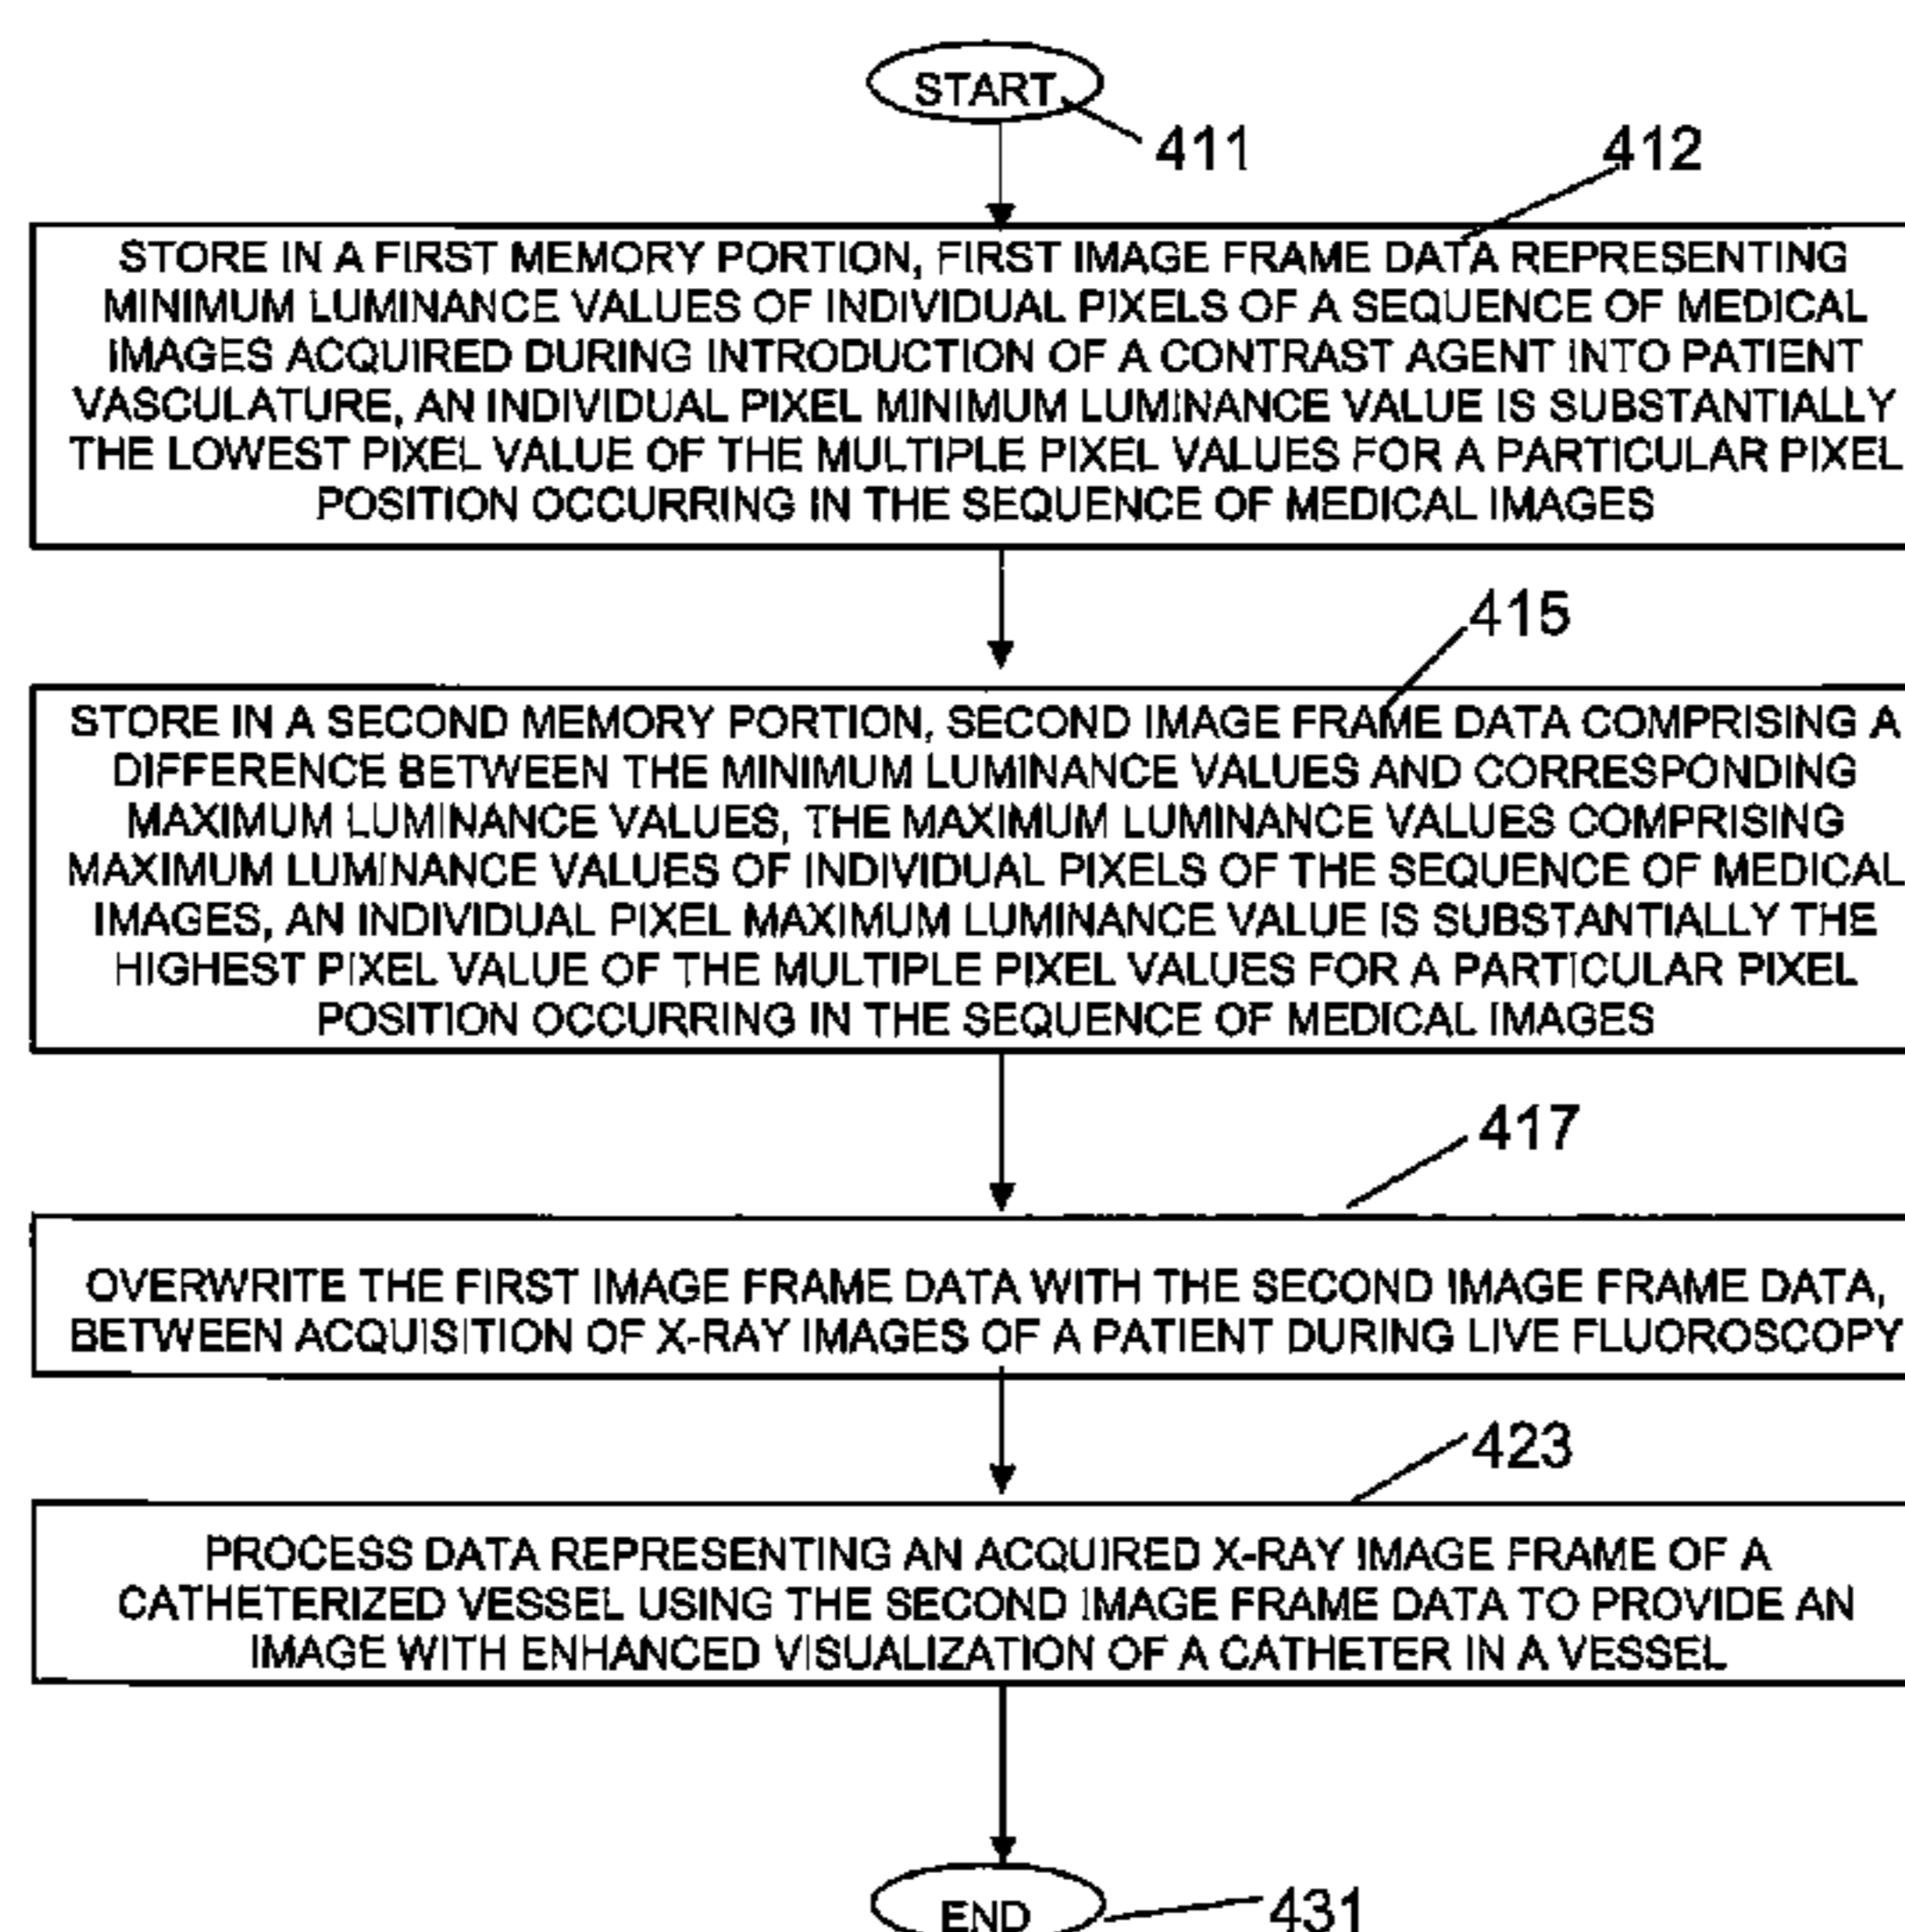 START
411
412
STORE IN A FIRST MEMORY PORTION, FIRST IMAGE FRAME DATA REPRESENTING
MINIMUM LUMINANCE VALUES OF INDIVIDUAL PIXELS OF A SEQUENCE OF MEDICAL
IMAGES ACQUIRED DURING INTRODUCTION OF A CONTRAST AGENT INTO PATIENT
VASCULATURE, AN INDIVIDUAL PIXEL MINIMUM LUMINANCE VALUE IS SUBSTANTIALLY
THE LOWEST PIXEL VALUE OF THE MULTIPLE PIXEL VALUES FOR A PARTICULAR PIXEL
POSITION OCCURRING IN THE SEQUENCE OF MEDICAL IMAGES
415
STORE IN A SECOND MEMORY PORTION, SECOND IMAGE FRAME DATA COMPRISING A
DIFFERENCE BETWEEN THE MINIMUM LUMINANCE VALUES AND CORRESPONDING
MAXIMUM LUMINANCE VALUES, THE MAXIMUM LUMINANCE VALUES COMPRISING
MAXIMUM LUMINANCE VALUES OF INDIVIDUAL PIXELS OF THE SEQUENCE OF MEDICAL
IMAGES, AN INDIVIDUAL PIXEL MAXIMUM LUMINANCE VALUE IS SUBSTANTIALLY THE
HIGHEST PIXEL VALUE OF THE MULTIPLE PIXEL VALUES FOR A PARTICULAR PIXEL
POSITION OCCURRING IN THE SEQUENCE OF MEDICAL IMAGES
417
OVERWRITE THE FIRST IMAGE FRAME DATA WITH THE SECOND IMAGE FRAME DATA,
BETWEEN ACQUISITION OF X-RAY IMAGES OF A PATIENT DURING LIVE FLUOROSCOPY
423
PROCESS DATA REPRESENTING AN ACQUIRED X-RAY IMAGE FRAME OF A
CATHETERIZED VESSEL USING THE SECOND IMAGE FRAME DATA TO PROVIDE AN
IMAGE WITH ENHANCED VISUALIZATION OF A CATHETER IN A VESSEL
END
431